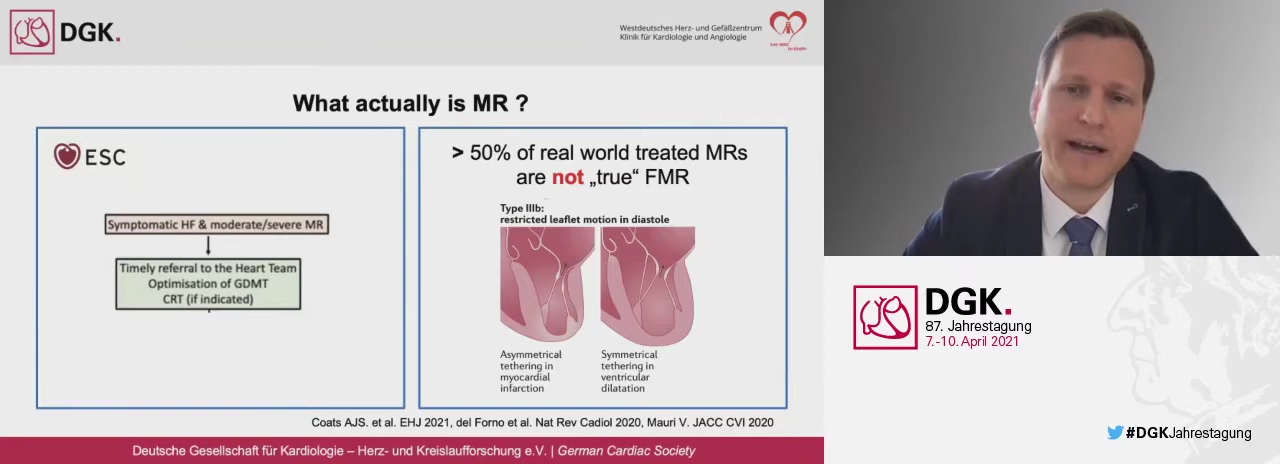 DGK.
Westdeutsches Herz- und Gefäßzentrum
Klinik für Kardiologie und Angiologie
What actually is MR ?
ESC
Symptomatic HF & moderate/severe MR
Timely referral to the Heart Team
Optimisation of GDMT
CRT (if indicated)
> 50% of real world treated MRs
are not „true“ FMR
Type IIIb:
restricted leaflet motion in diastole
Asymmetrical
tethering in
myocardial
infarction
Symmetrical
tethering in
ventricular
dilatation
Coats AJS. et al. EHJ 2021, del Forno et al. Nat Rev Cadiol 2020, Mauri V. JACC CVI 2020
Deutsche Gesellschaft für Kardiologie – Herz- und Kreislaufforschung e.V. | German Cardiac Society
DGK.
87. Jahrestagung
7.-10. April 2021
#DGKJahrestagung